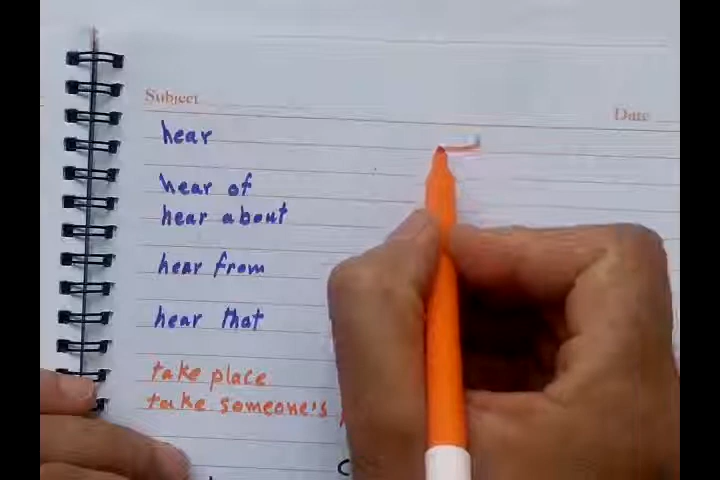 Subject
Date
hear
hear of
hear about
hear from
hear that
take place
take someone's